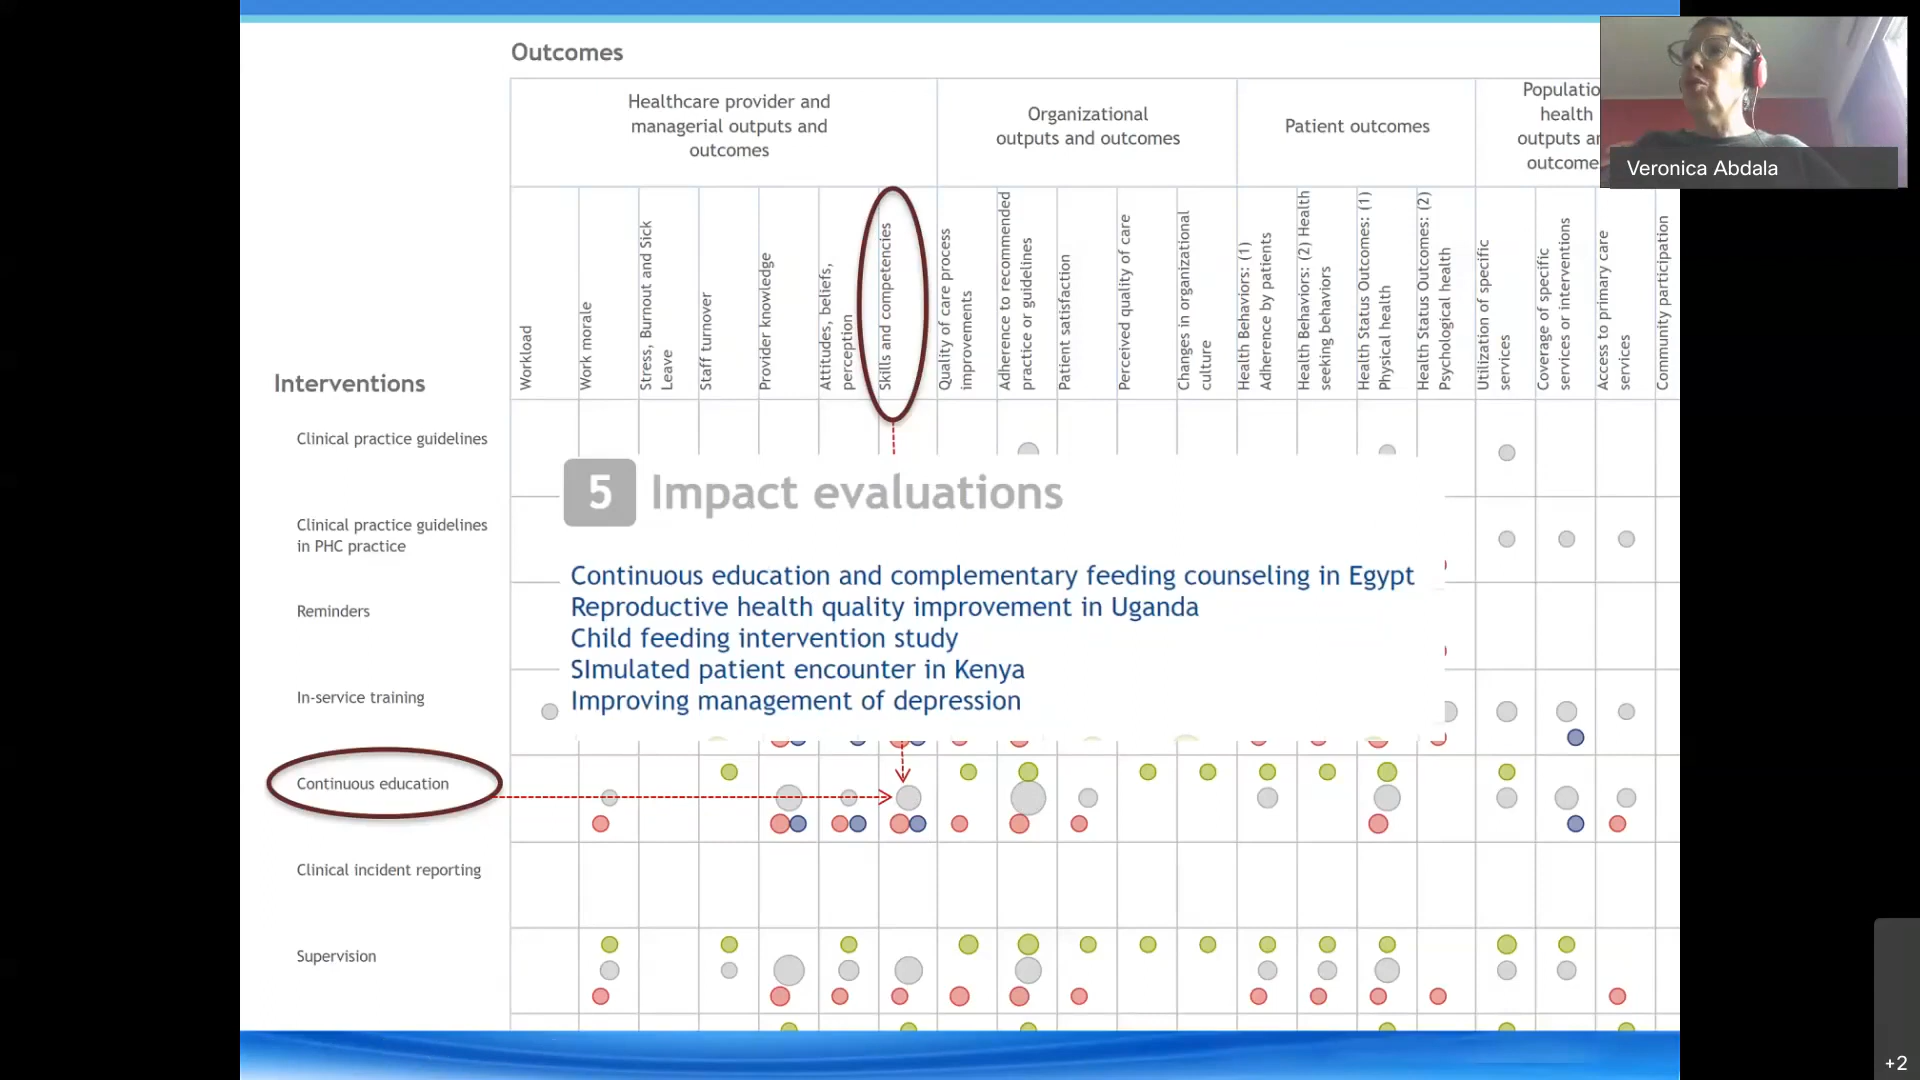 Outcomes
Healthcare provider and
managerial outputs and
outcomes
Organizational
outputs and outcomes
Patient outcomes
health
Veronica Abdala
Workload
Work morale
Stress, Burnout and Sick
Leave
Staff turnover
Provider knowledge
Attitudes, beliefs,
perception
Skills and competencies
Quality of care process
improvements
Adherence to recommended
practice or guidelines
Patient satisfaction
Perceived quality of care
Changes in organizational
culture
Health Behaviors: (1)
Adherence by patients
Health Behaviors: (2) Health
seeking behaviors
Health Status Outcomes: (1)
Physical health
Health Status Outcomes: (2)
Psychological health
Utilization of specific
services
Coverage of specific
services or interventions
Access to primary care
services
Community participation
Interventions
Clinical practice guidelines
5 Impact evaluations
Clinical practice guidelines
in PHC practice
Continuous education and complementary feeding counseling in Egypt
Reproductive health quality improvement in Uganda
Child feeding intervention study
SImulated patient encounter in Kenya
Improving management of depression
Reminders
In-service training
Continuous education
Clinical incident reporting
Supervision
+2